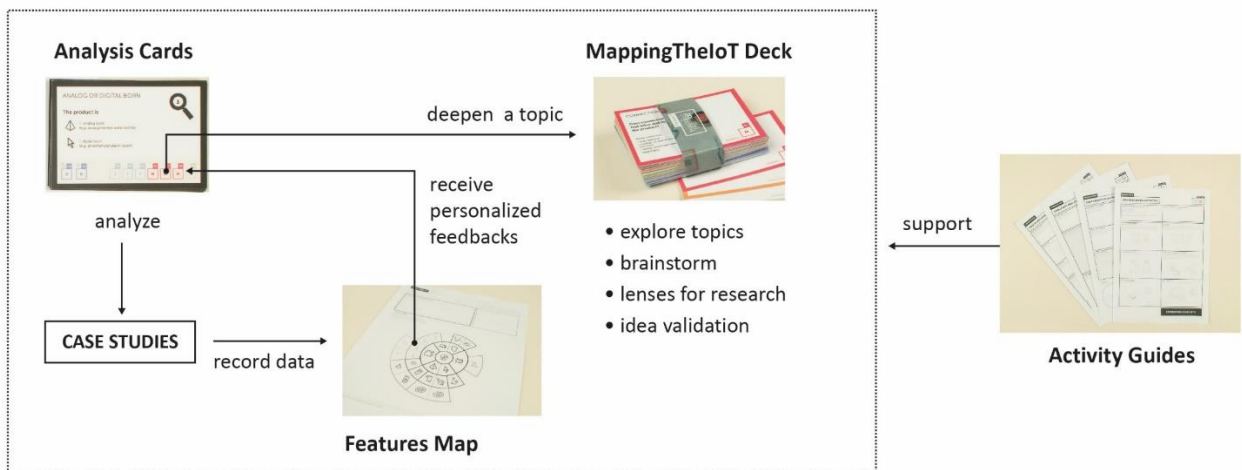 Analysis Cards
MappingTheIoT Deck
ANALOG OR DIGITAL BORN
The product is
deepen a topic
receive
personalized
feedbacks
analyze
• explore topics
• brainstorm
• lenses for research
• idea validation
support
CASE STUDIES
record data
Activity Guides
Features Map